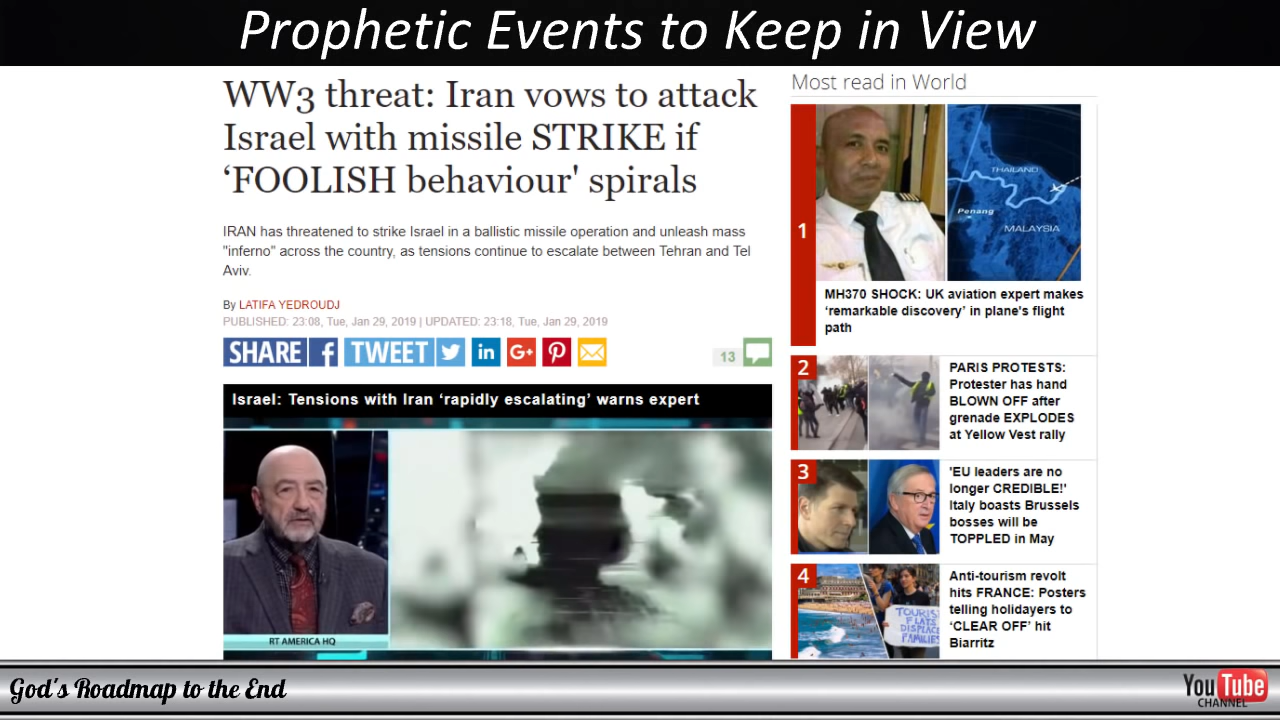 Prophetic Events to Keep in View
WW3 threat: Iran vows to attack
Israel with missile STRIKE if
‘FOOLISH behaviour' spirals
IRAN has threatened to strike Israel in a ballistic missile operation and unleash mass
"inferno" across the country, as tensions continue to escalate between Tehran and Tel
Aviv.
By LATIFA YEDROUDJ
PUBLISHED: 23:08, Tue, Jan 29, 2019 | UPDATED: 23:18, Tue, Jan 29, 2019
SHARE f TWEET in G+ 13
Israel: Tensions with Iran ‘rapidly escalating’ warns expert
RT AMERICA HQ
Most read in World
1
THAILAND
Penang
MALAYSIA
MH370 SHOCK: UK aviation expert makes
‘remarkable discovery’ in plane's flight
path
2
PARIS PROTESTS:
Protester has hand
BLOWN OFF after
grenade EXPLODES
at Yellow Vest rally
3
'EU leaders are no
longer CREDIBLE!'
Italy boasts Brussels
bosses will be
TOPPLED in May
4
TOURIS
FLATS
DISPLACE
FAMILIES
Anti-tourism revolt
hits FRANCE: Posters
telling holidayers to
‘CLEAR OFF’ hit
Biarritz
God's Roadmap to the End
YouTube
CHANNEL